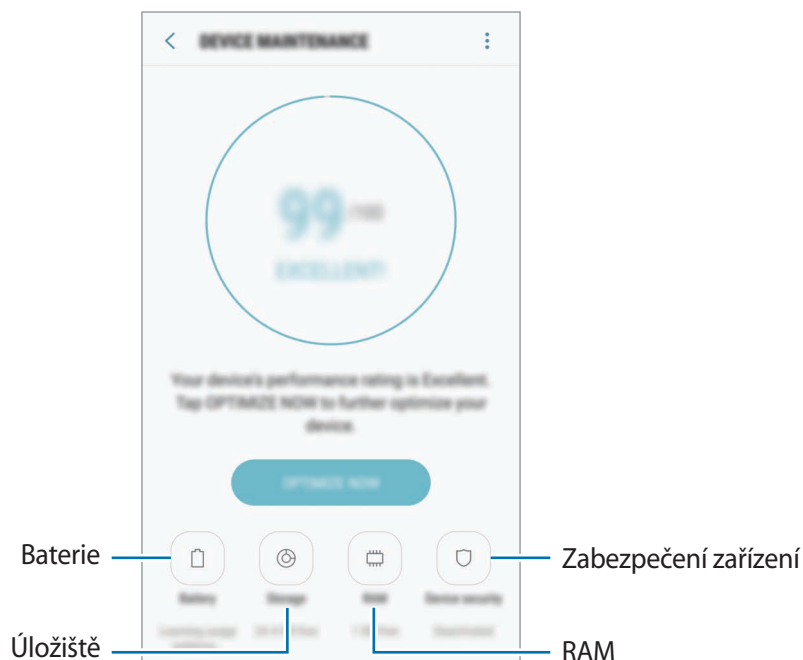 DEVICE MAINTENANCE
99 /100
EXCELLENT!
Your device's performance rating is Excellent.
Tap OPTIMIZE NOW to further optimize your
device.
OPTIMIZE NOW
Baterie
Zabezpečení zařízení
Battery
Storage
RAM
Device security
Úložiště
RAM